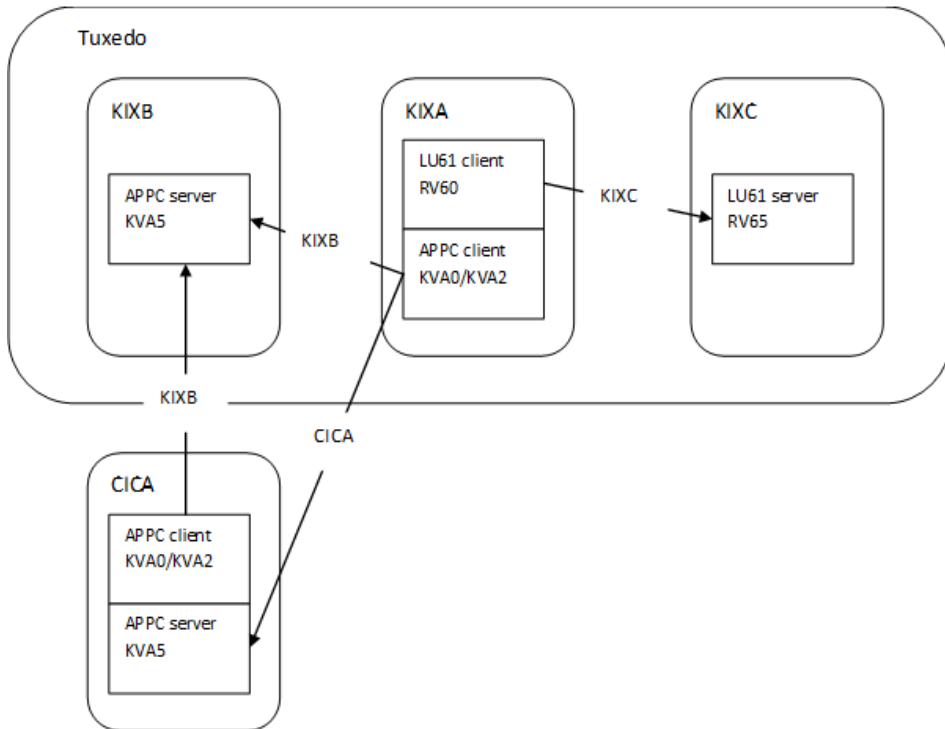 Tuxedo
KIXB
KIXA
KIXC
APPC server
KVA5
LU61 client
RV60
APPC client
KVA0/KVA2
LU61 server
RV65
KIXB
KIXC
KIXB
CICA
CICA
APPC client
KVA0/KVA2
APPC server
KVA5